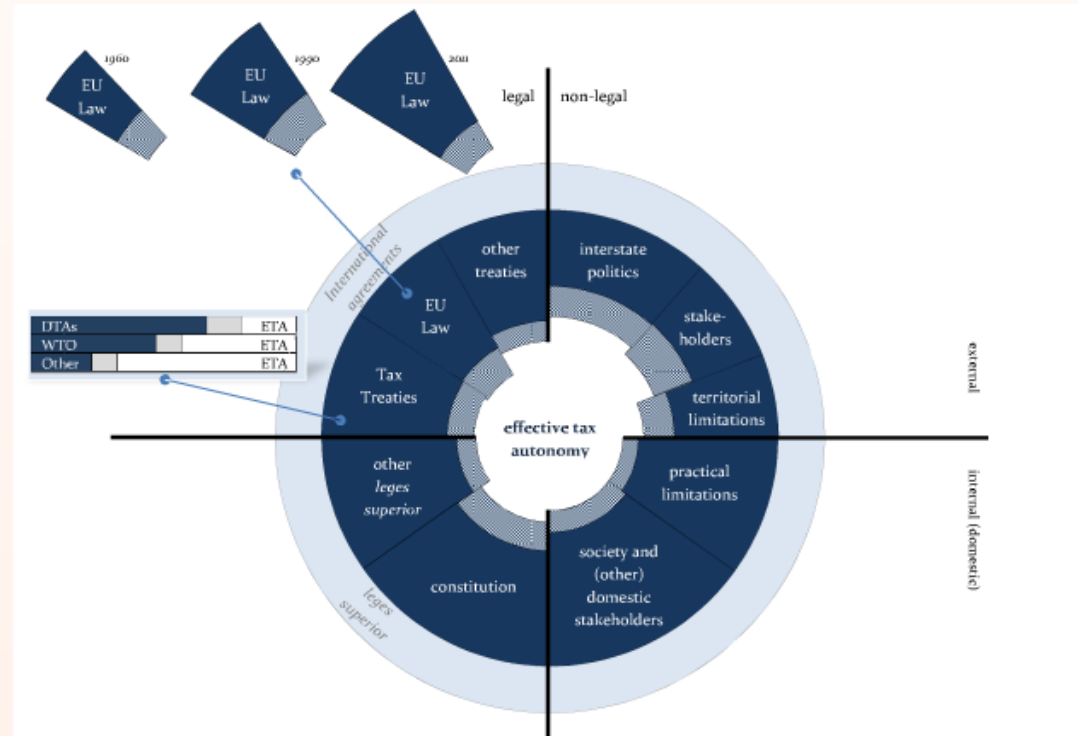 1960
EU
Law
1990
EU
Law
2011
EU
Law
legal
non-legal
International
agreements
other
treaties
interstate
politics
EU
Law
stake-
holders
Tax
Treaties
territorial
limitations
DTAs
ETA
WTO
ETA
Other
ETA
external
effective tax
autonomy
other
leges
superior
practical
limitations
constitution
society and
(other)
domestic
stakeholders
leges
superior
internal (domestic)